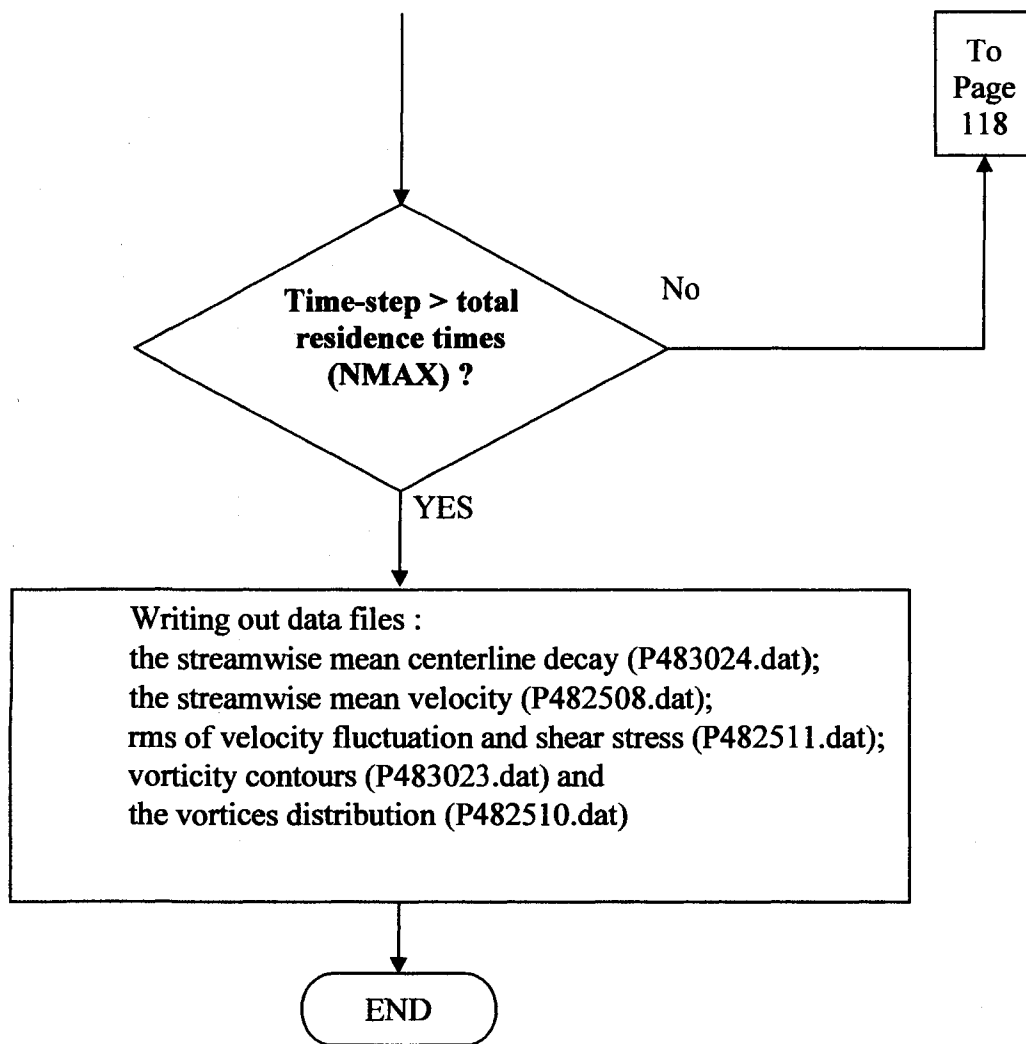 To
Page
118
Time-step > total
residence times
(NMAX) ?
No
YES
Writing out data files :
the streamwise mean centerline decay (P483024.dat);
the streamwise mean velocity (P482508.dat);
rms of velocity fluctuation and shear stress (P482511.dat);
vorticity contours (P483023.dat) and
the vortices distribution (P482510.dat)
END